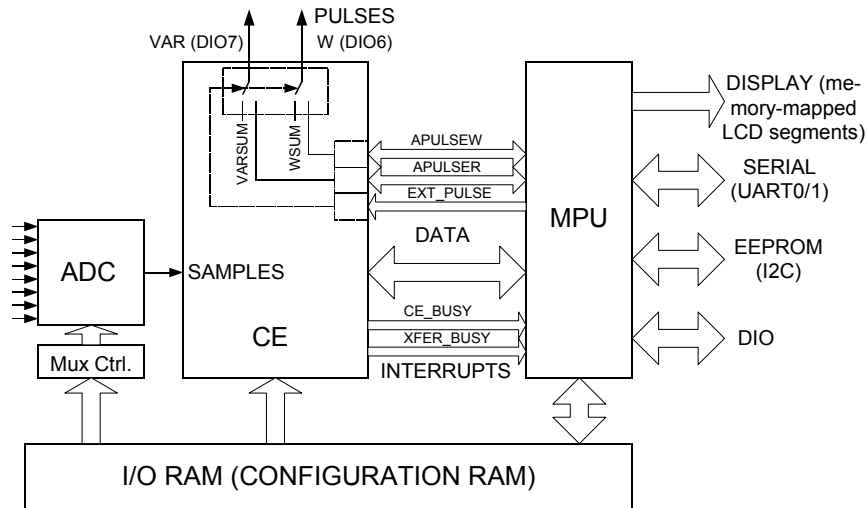 PULSES
VAR (DIO7)
W (DIO6)
DISPLAY (me-
mory-mapped
LCD segments)
VARSUM
WSUM
APULSEW
APULSER
EXT_PULSE
SERIAL
(UART0/1)
MPU
DATA
ADC
SAMPLES
EEPROM
(I2C)
CE_BUSY
XFER_BUSY
CE
DIO
Mux Ctrl.
INTERRUPTS
I/O RAM (CONFIGURATION RAM)